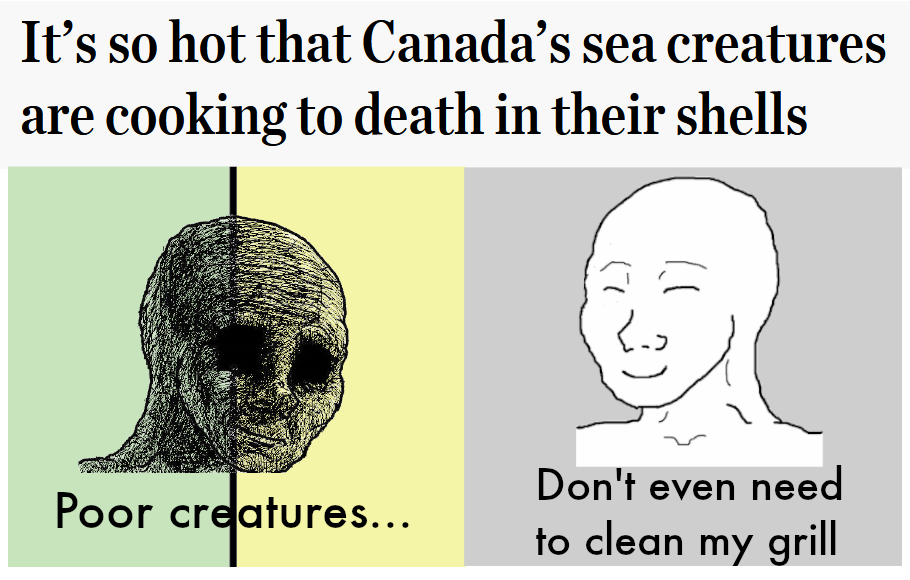 It’s so hot that Canada’s sea creatures
are cooking to death in their shells
Poor creatures...
Don't even need
to clean my grill